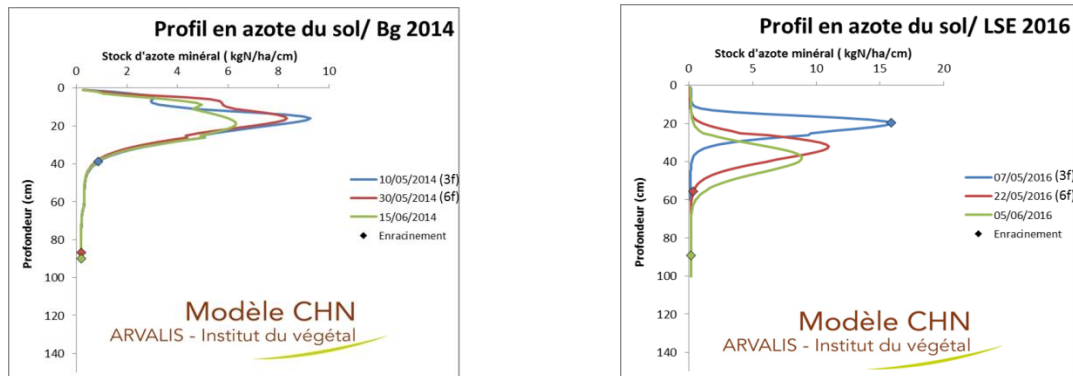 Profil en azote du sol/ Bg 2014
Stock d'azote minéral ( kgN/ha/cm)
0 2 4 6 8 10
0
20
40
60
80
100
120
140
Profondeur (cm)
10/05/2014 (3f)
30/05/2014 (6f)
15/06/2014
Enracinement
Modèle CHN
ARVALIS - Institut du végétal
Profil en azote du sol/ LSE 2016
Stock d'azote minéral ( kgN/ha/cm)
0 5 10 15 20
0
20
40
60
80
100
120
140
Profondeur (cm)
07/05/2016 (3f)
22/05/2016 (6f)
05/06/2016
Enracinement
Modèle CHN
ARVALIS - Institut du végétal